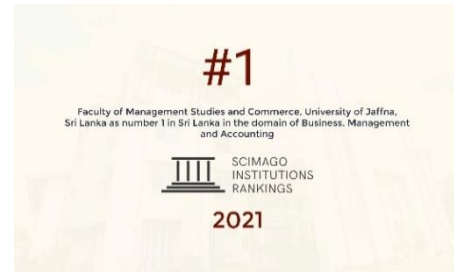 #1
Faculty of Management Studies and Commerce, University of Jaffna,
Sri Lanka as number 1 in Sri Lanka in the domain of Business. Management
and Accounting
SCIMAGO
INSTITUTIONS
RANKINGS
2021